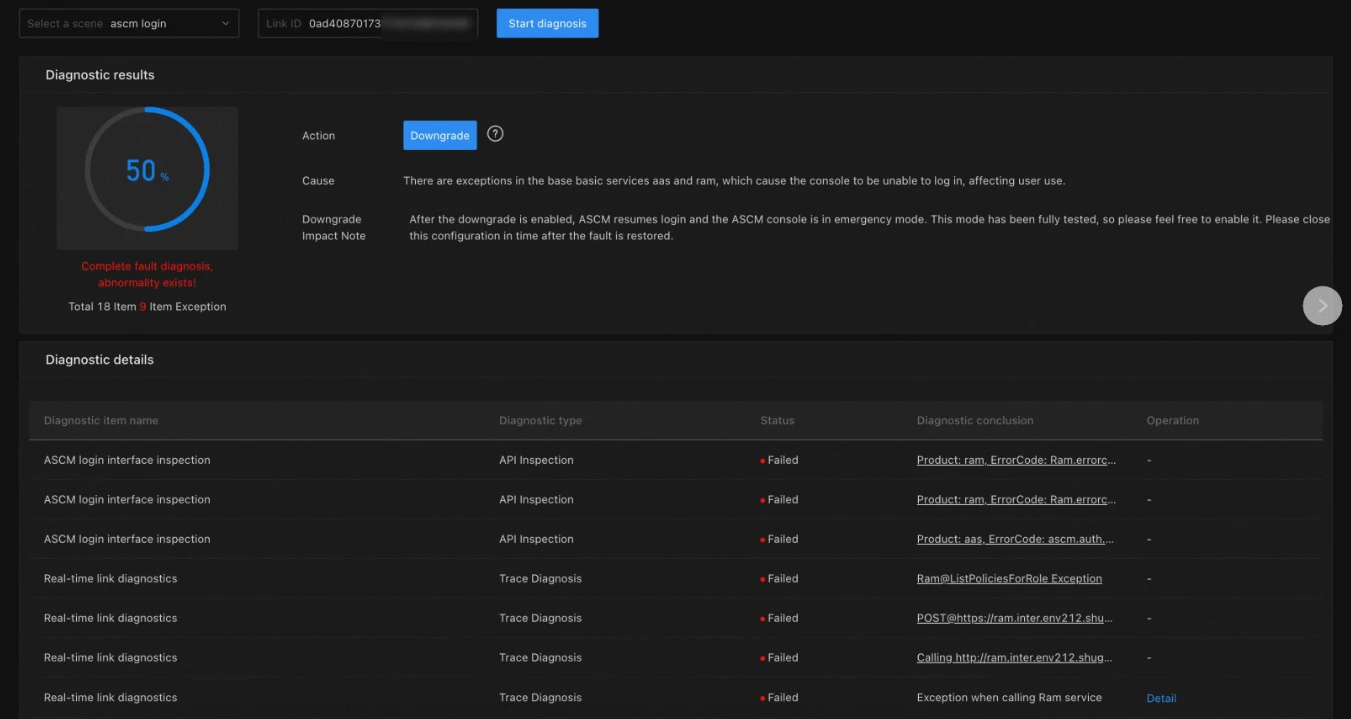 Select a scene ascm login Link ID 0ad40870173 Start diagnosis
Diagnostic results
50 %
Complete fault diagnosis,
abnormality exists!
Total 18 Item 9 Item Exception
Action Downgrade ?
Cause There are exceptions in the base basic services aas and ram, which cause the console to be unable to log in, affecting user use.
Downgrade
Impact Note
After the downgrade is enabled, ASCM resumes login and the ASCM console is in emergency mode. This mode has been fully tested, so please feel free to enable it. Please close
this configuration in time after the fault is restored.
Diagnostic details
Diagnostic item name Diagnostic type Status Diagnostic conclusion Operation
ASCM login interface inspection API Inspection Failed Product: ram, ErrorCode: Ram.errorc... -
ASCM login interface inspection API Inspection Failed Product: ram, ErrorCode: Ram.errorc... -
ASCM login interface inspection API Inspection Failed Product: aas, ErrorCode: ascm.auth.... -
Real-time link diagnostics Trace Diagnosis Failed Ram@ListPoliciesForRole Exception -
Real-time link diagnostics Trace Diagnosis Failed POST@https://ram.inter.env212.shu... -
Real-time link diagnostics Trace Diagnosis Failed Calling http://ram.inter.env212.shug... -
Real-time link diagnostics Trace Diagnosis Failed Exception when calling Ram service Detail